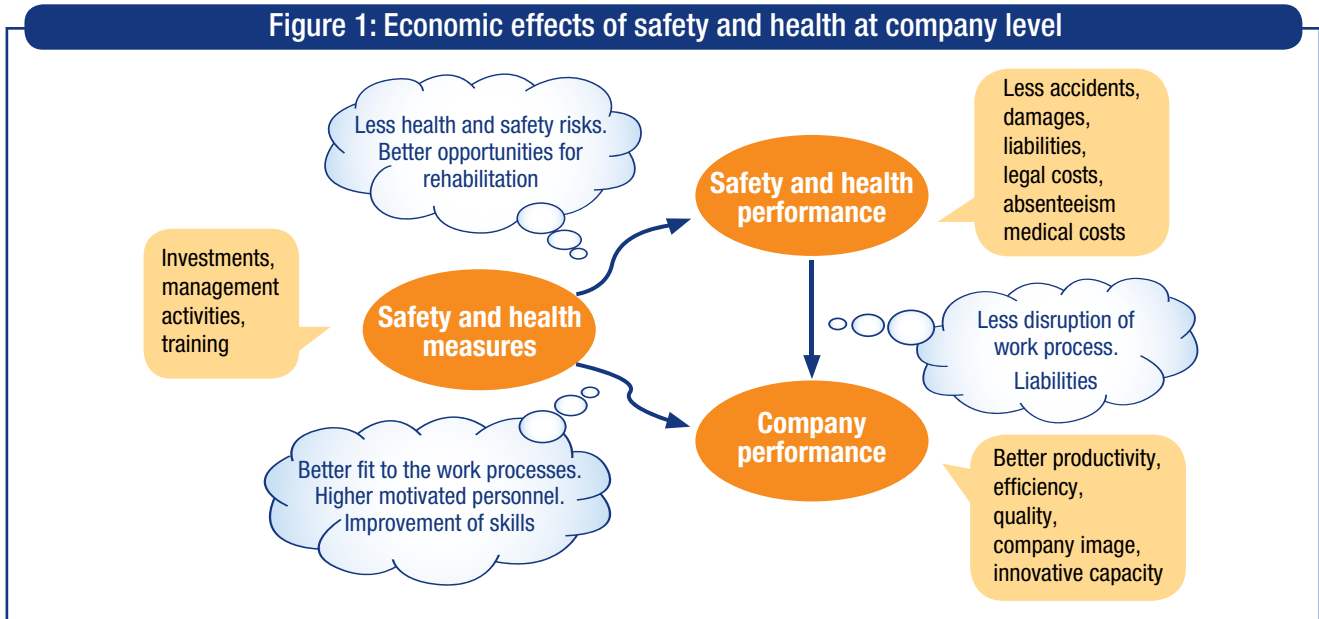 Figure 1: Economic effects of safety and health at company level
Less health and safety risks.
Better opportunities for
rehabilitation
Safety and health
performance
Less accidents,
damages,
liabilities,
legal costs,
absenteeism
medical costs
Investments,
management
activities,
training
Safety and health
measures
Less disruption of
work process.
Liabilities
Better fit to the work processes.
Higher motivated personnel.
Improvement of skills
Company
performance
Better productivity,
efficiency,
quality,
company image,
innovative capacity